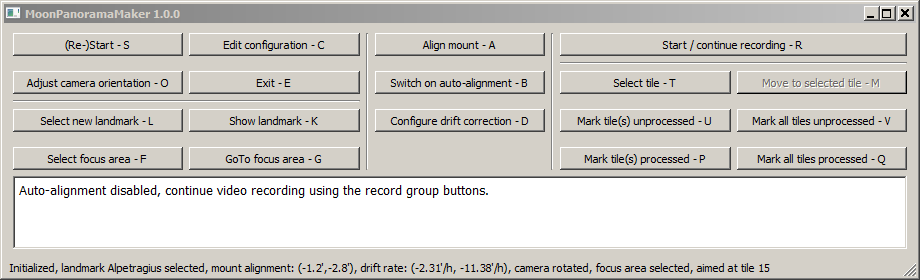 MoonPanoramaMaker 1.0.0
(Re-)Start - S
Edit configuration - C
Align mount - A
Start / continue recording - R
Adjust camera orientation - O
Exit - E
Switch on auto-alignment - B
Select tile - T
Move to selected tile - M
Select new landmark - L
Show landmark - K
Configure drift correction - D
Mark tile(s) unprocessed - U
Mark all tiles unprocessed - V
Select focus area - F
GoTo focus area - G
Mark tile(s) processed - P
Mark all tiles processed - Q
Auto-alignment disabled, continue video recording using the record group buttons.
Initialized, landmark Alpetragius selected, mount alignment: (-1.2',-2.8'), drift rate: (-2.31'/h, -11.38'/h), camera rotated, focus area selected, aimed at tile 15